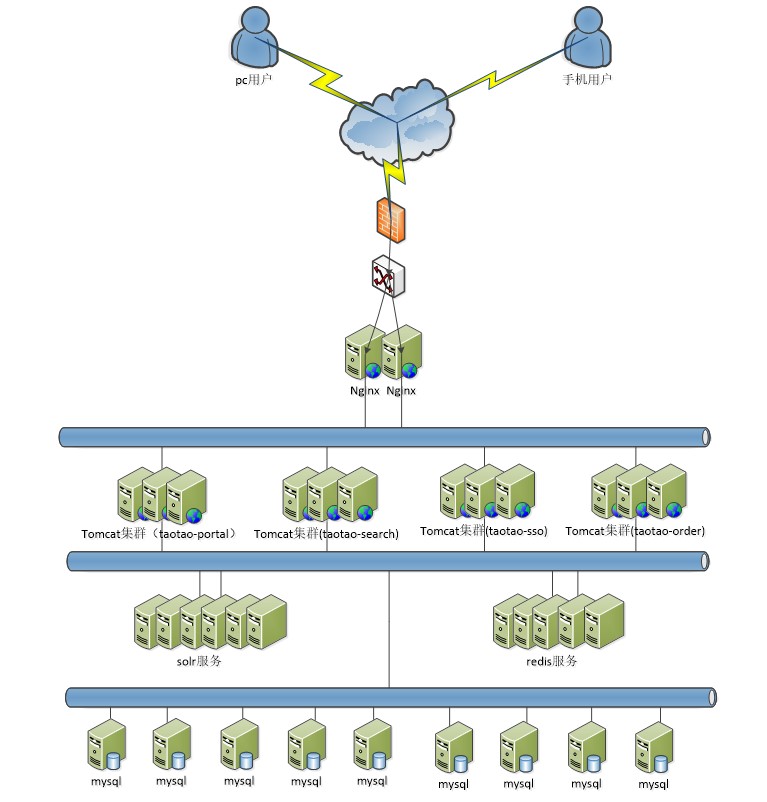 pc用户
手机用户
Nginx
Nginx
Tomcat集群（taotao-portal）
Tomcat集群(taotao-search)
Tomcat集群(taotao-sso)
Tomcat集群(taotao-order)
solr服务
redis服务
mysql
mysql
mysql
mysql
mysql
mysql
mysql
mysql
mysql